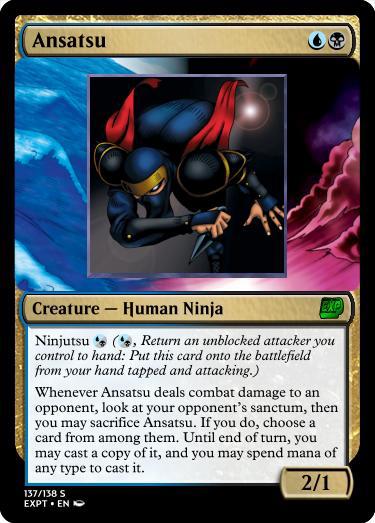 Ansatsu
Creature — Human Ninja
EXP
Ninjutsu (, Return an unblocked attacker you
control to hand: Put this card onto the battlefield
from your hand tapped and attacking.)
Whenever Ansatsu deals combat damage to an
opponent, look at your opponent's sanctum, then
you may sacrifice Ansatsu. If you do, choose a
card from among them. Until end of turn, you
may cast a copy of it, and you may spend mana
of any type to cast it.
2/1
137/138 S
EXPT • EN